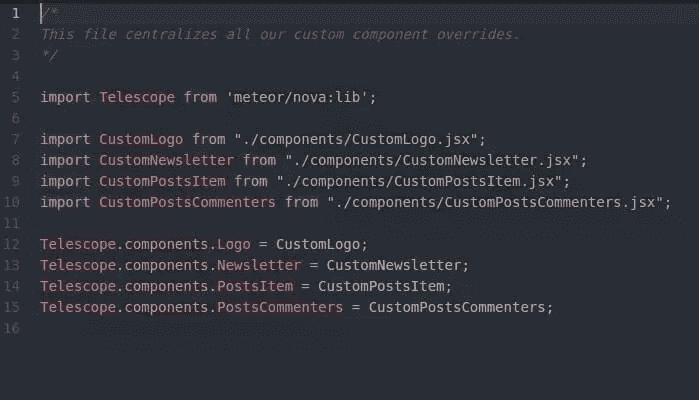 1 /*
2 This file centralizes all our custom component overrides.
3 */
4
5 import Telescope from 'meteor/nova:lib';
6
7 import CustomLogo from "./components/CustomLogo.jsx";
8 import CustomNewsletter from "./components/CustomNewsletter.jsx";
9 import CustomPostsItem from "./components/CustomPostsItem.jsx";
10 import CustomPostsCommenters from "./components/CustomPostsCommenters.jsx";
11
12 Telescope.components.Logo = CustomLogo;
13 Telescope.components.Newsletter = CustomNewsletter;
14 Telescope.components.PostsItem = CustomPostsItem;
15 Telescope.components.PostsCommenters = CustomPostsCommenters;
16